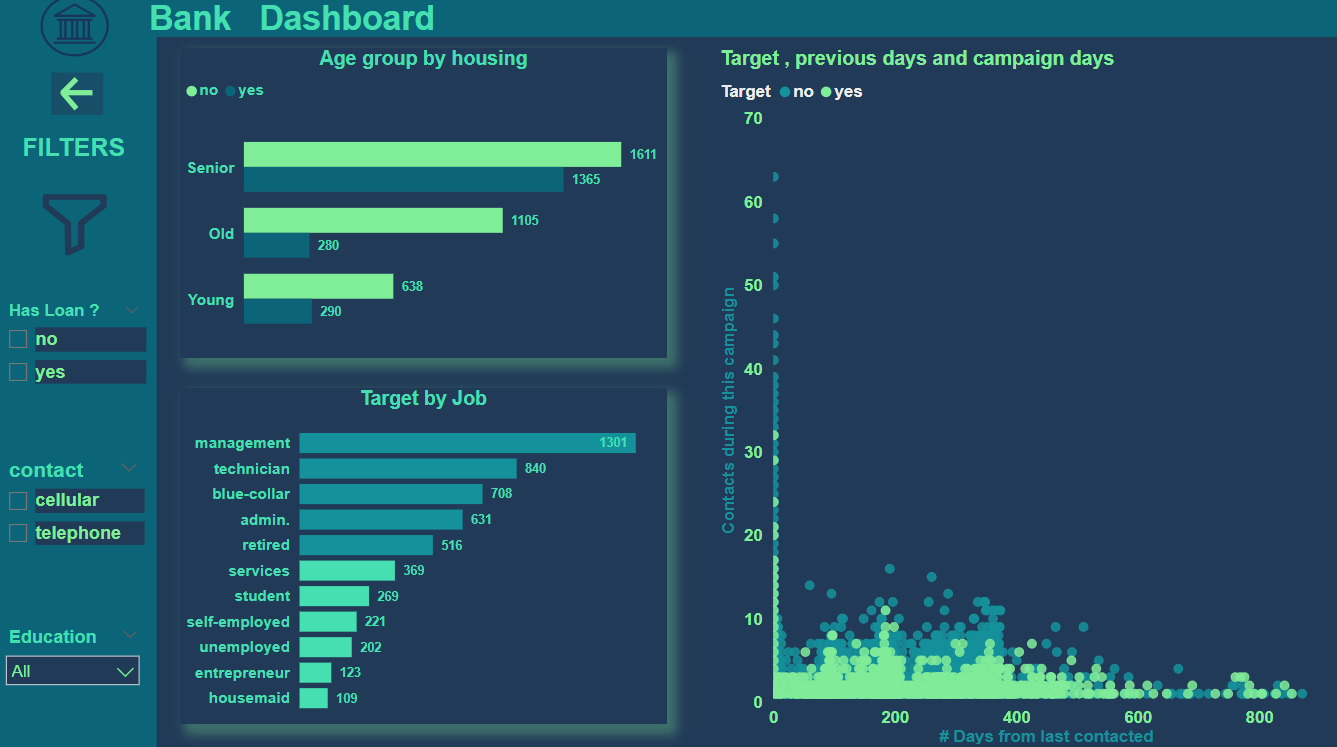 Bank Dashboard
FILTERS
Has Loan ?
no
yes
contact
cellular
telephone
Education
All
Age group by housing
no yes
Senior 1611
1365
Old 1105
280
Young 638
290
Target by Job
management 1301
technician 840
blue-collar 708
admin. 631
retired 516
services 369
student 269
self-employed 221
unemployed 202
entrepreneur 123
housemaid 109
Target , previous days and campaign days
Target no yes
Contacts during this campaign
70
60
50
40
30
20
10
0
0 200 400 600 800
# Days from last contacted